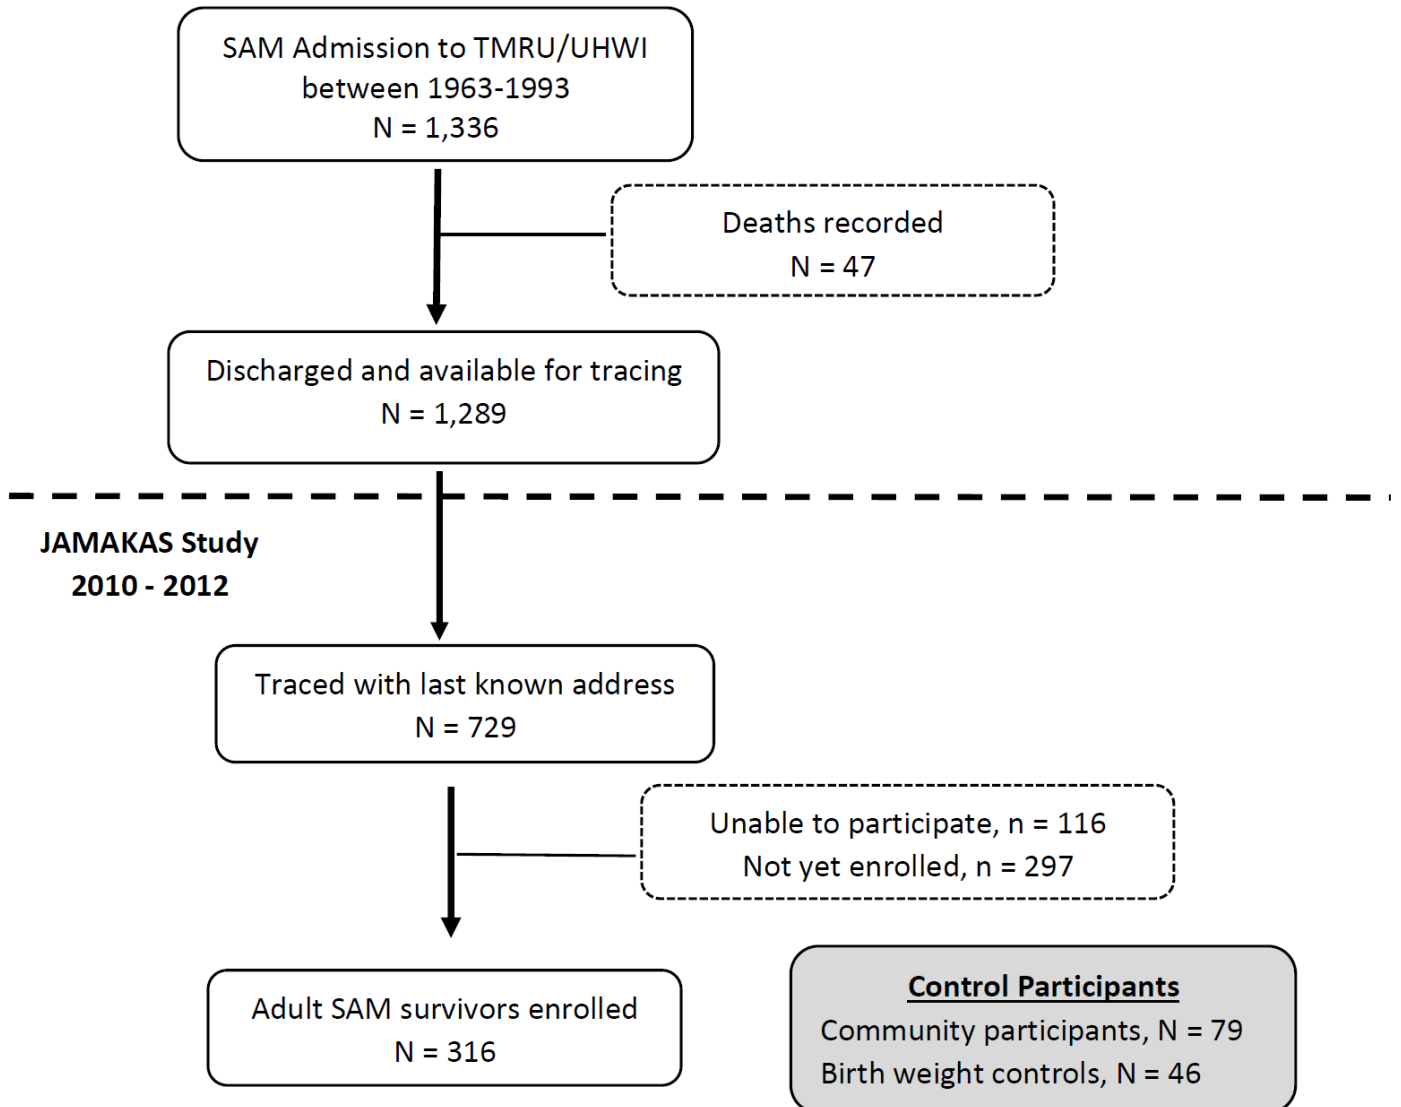 SAM Admission to TMRU/UHWI
between 1963-1993
N = 1,336
Deaths recorded
N = 47
Discharged and available for tracing
N = 1,289
JAMAKAS Study
2010 - 2012
Traced with last known address
N = 729
Unable to participate, n = 116
Not yet enrolled, n = 297
Adult SAM survivors enrolled
N = 316
Control Participants
Community participants, N = 79
Birth weight controls, N = 46